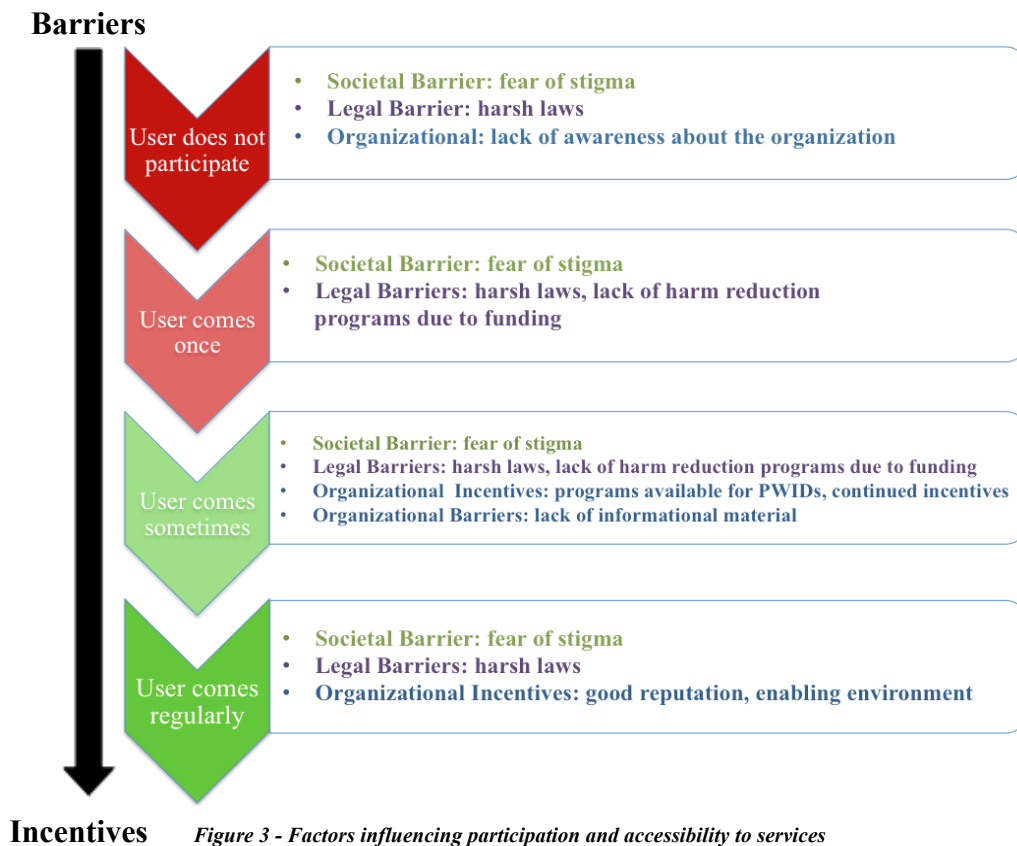 Barriers
User does not
participate
• Societal Barrier: fear of stigma
• Legal Barrier: harsh laws
• Organizational: lack of awareness about the organization
User comes
once
• Societal Barrier: fear of stigma
• Legal Barriers: harsh laws, lack of harm reduction
programs due to funding
User comes
sometimes
• Societal Barrier: fear of stigma
• Legal Barriers: harsh laws, lack of harm reduction programs due to funding
• Organizational Incentives: programs available for PWIDs, continued incentives
• Organizational Barriers: lack of informational material
User comes
regularly
• Societal Barrier: fear of stigma
• Legal Barriers: harsh laws
• Organizational Incentives: good reputation, enabling environment
Incentives
Figure 3 - Factors influencing participation and accessibility to services